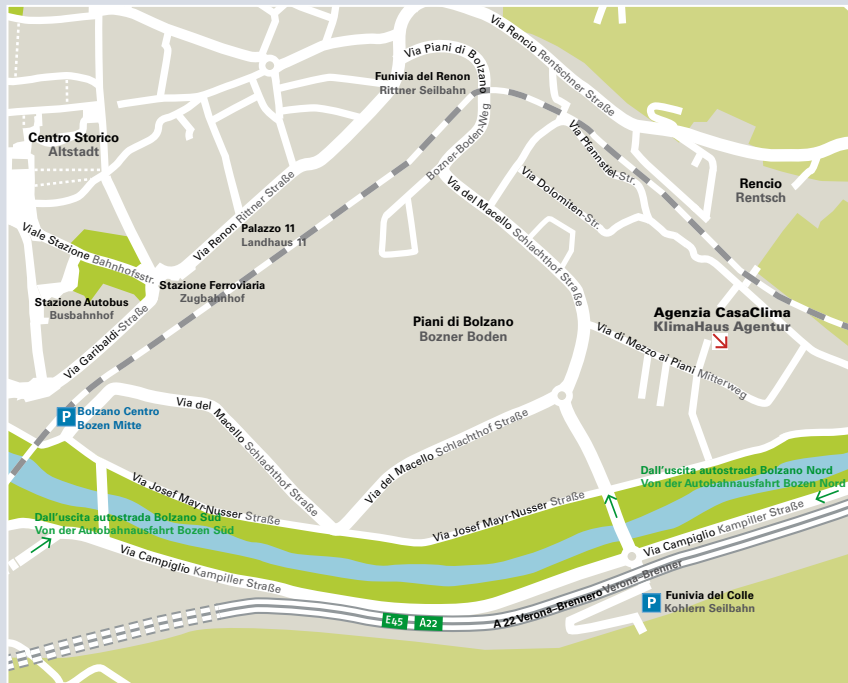 Via Rencio Rentschner Straße
Via Piani di Bolzano
Funivia del Renon
Rittner Seilbahn
Bozner-Boden-Weg
Centro Storico
Altstadt
Via Pfannstiel-Str.
Via Dolomiten-Str.
Rencio
Rentsch
Via del Macello Schlachthof Straße
Via Renon Rittner Straße
Palazzo 11
Landhaus 11
Viale Stazione Bahnhofsstr.
Stazione Ferroviaria
Zugbahnhof
Stazione Autobus
Busbahnhof
Via Garibaldi-Straße
Piani di Bolzano
Bozner Boden
Agenzia CasaClima
KlimaHaus Agentur
Via di Mezzo ai Piani Mitterweg
P
Bolzano Centro
Bozen Mitte
Via del Macello Schlachthof Straße
Via del Macello Schlachthof Straße
Via Josef Mayr-Nusser Straße
Via Josef Mayr-Nusser Straße
Dall'uscita autostrada Bolzano Nord
Von der Autobahnausfahrt Bozen Nord
Dall'uscita autostrada Bolzano Sud
Von der Autobahnausfahrt Bozen Süd
Via Campiglio Kampiller Straße
Via Campiglio Kampiller Straße
A 22 Verona–Brennero Verona–Brenner
E45 A22
P
Funivia del Colle
Kohlern Seilbahn